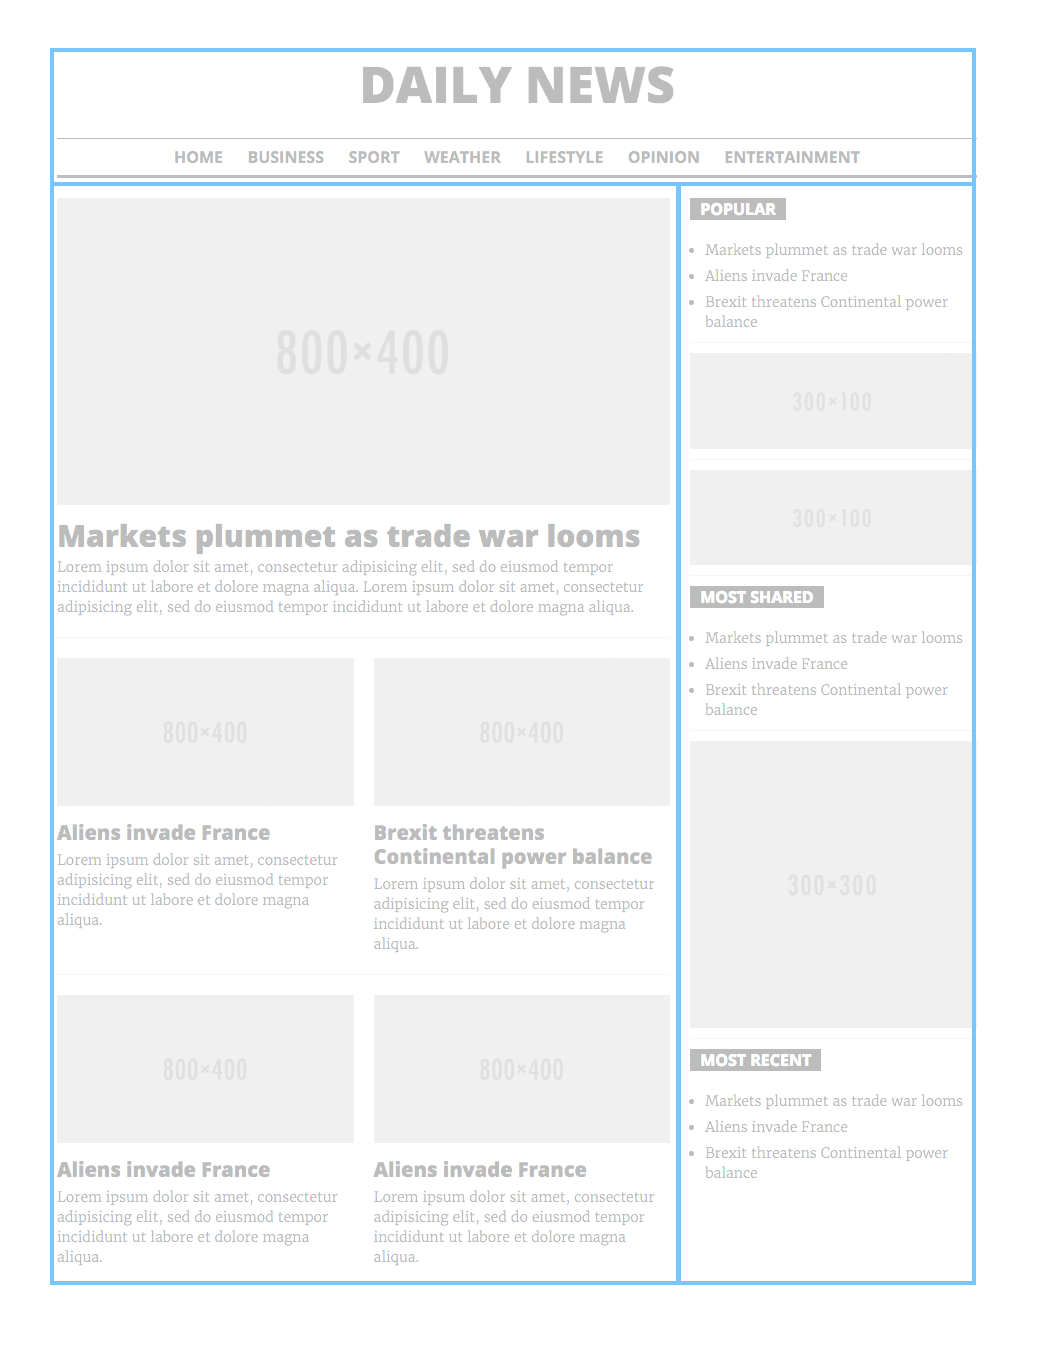 DAILY NEWS
HOME BUSINESS SPORT WEATHER LIFESTYLE OPINION ENTERTAINMENT
800×400
Markets plummet as trade war looms
Lorem ipsum dolor sit amet, consectetur adipisicing elit, sed do eiusmod tempor
incididunt ut labore et dolore magna aliqua. Lorem ipsum dolor sit amet, consectetur
adipisicing elit, sed do eiusmod tempor incididunt ut labore et dolore magna aliqua.
800×400
Aliens invade France
Lorem ipsum dolor sit amet, consectetur
adipisicing elit, sed do eiusmod tempor
incididunt ut labore et dolore magna
aliqua.
800×400
Brexit threatens
Continental power balance
Lorem ipsum dolor sit amet, consectetur
adipisicing elit, sed do eiusmod tempor
incididunt ut labore et dolore magna
aliqua.
800×400
Aliens invade France
Lorem ipsum dolor sit amet, consectetur
adipisicing elit, sed do eiusmod tempor
incididunt ut labore et dolore magna
aliqua.
800×400
Aliens invade France
Lorem ipsum dolor sit amet, consectetur
adipisicing elit, sed do eiusmod tempor
incididunt ut labore et dolore magna
aliqua.
POPULAR
• Markets plummet as trade war looms
• Aliens invade France
• Brexit threatens Continental power
balance
300×100
300×100
MOST SHARED
• Markets plummet as trade war looms
• Aliens invade France
• Brexit threatens Continental power
balance
300×300
MOST RECENT
• Markets plummet as trade war looms
• Aliens invade France
• Brexit threatens Continental power
balance